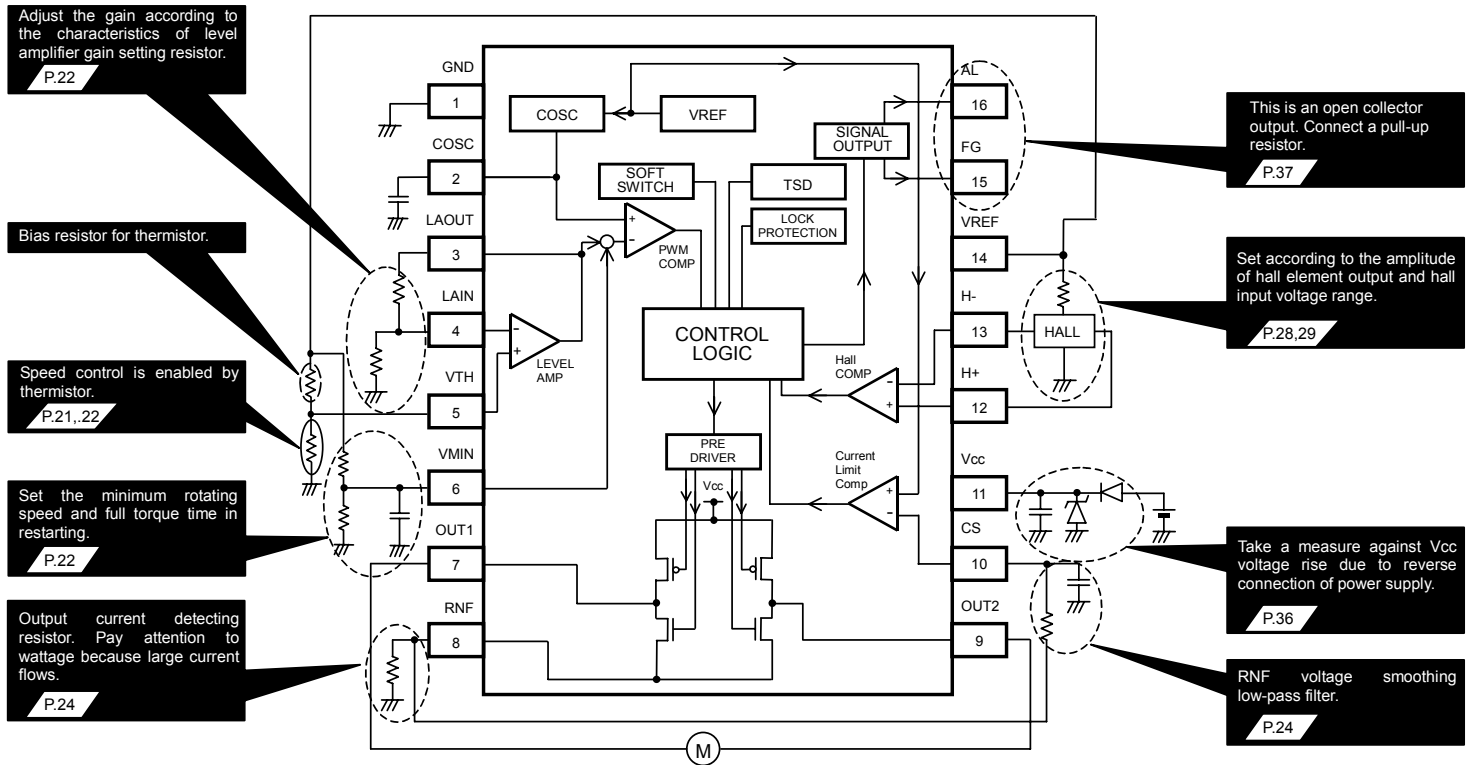 Adjust the gain according to
the characteristics of level
amplifier gain setting resistor.
P.22
Bias resistor for thermistor.
Speed control is enabled by
thermistor.
P.21,.22
Set the minimum rotating
speed and full torque time in
restarting.
P.22
Output current detecting
resistor. Pay attention to
wattage because large current
flows.
P.24
GND
1
COSC
2
LAOUT
3
LAIN
4
VTH
5
VMIN
6
OUT1
7
RNF
8
COSC
VREF
SIGNAL
OUTPUT
SOFT
SWITCH
TSD
LOCK
PROTECTION
+
-
PWM
COMP
-
+
LEVEL
AMP
CONTROL
LOGIC
Hall
COMP
-
+
PRE
DRIVER
Vcc
Current
Limit
Comp
+
-
M
AL
16
FG
15
VREF
14
H-
13
HALL
H+
12
Vcc
11
CS
10
OUT2
9
This is an open collector
output. Connect a pull-up
resistor.
P.37
Set according to the amplitude
of hall element output and hall
input voltage range.
P.28,29
Take a measure against Vcc
voltage rise due to reverse
connection of power supply.
P.36
RNF voltage smoothing
low-pass filter.
P.24